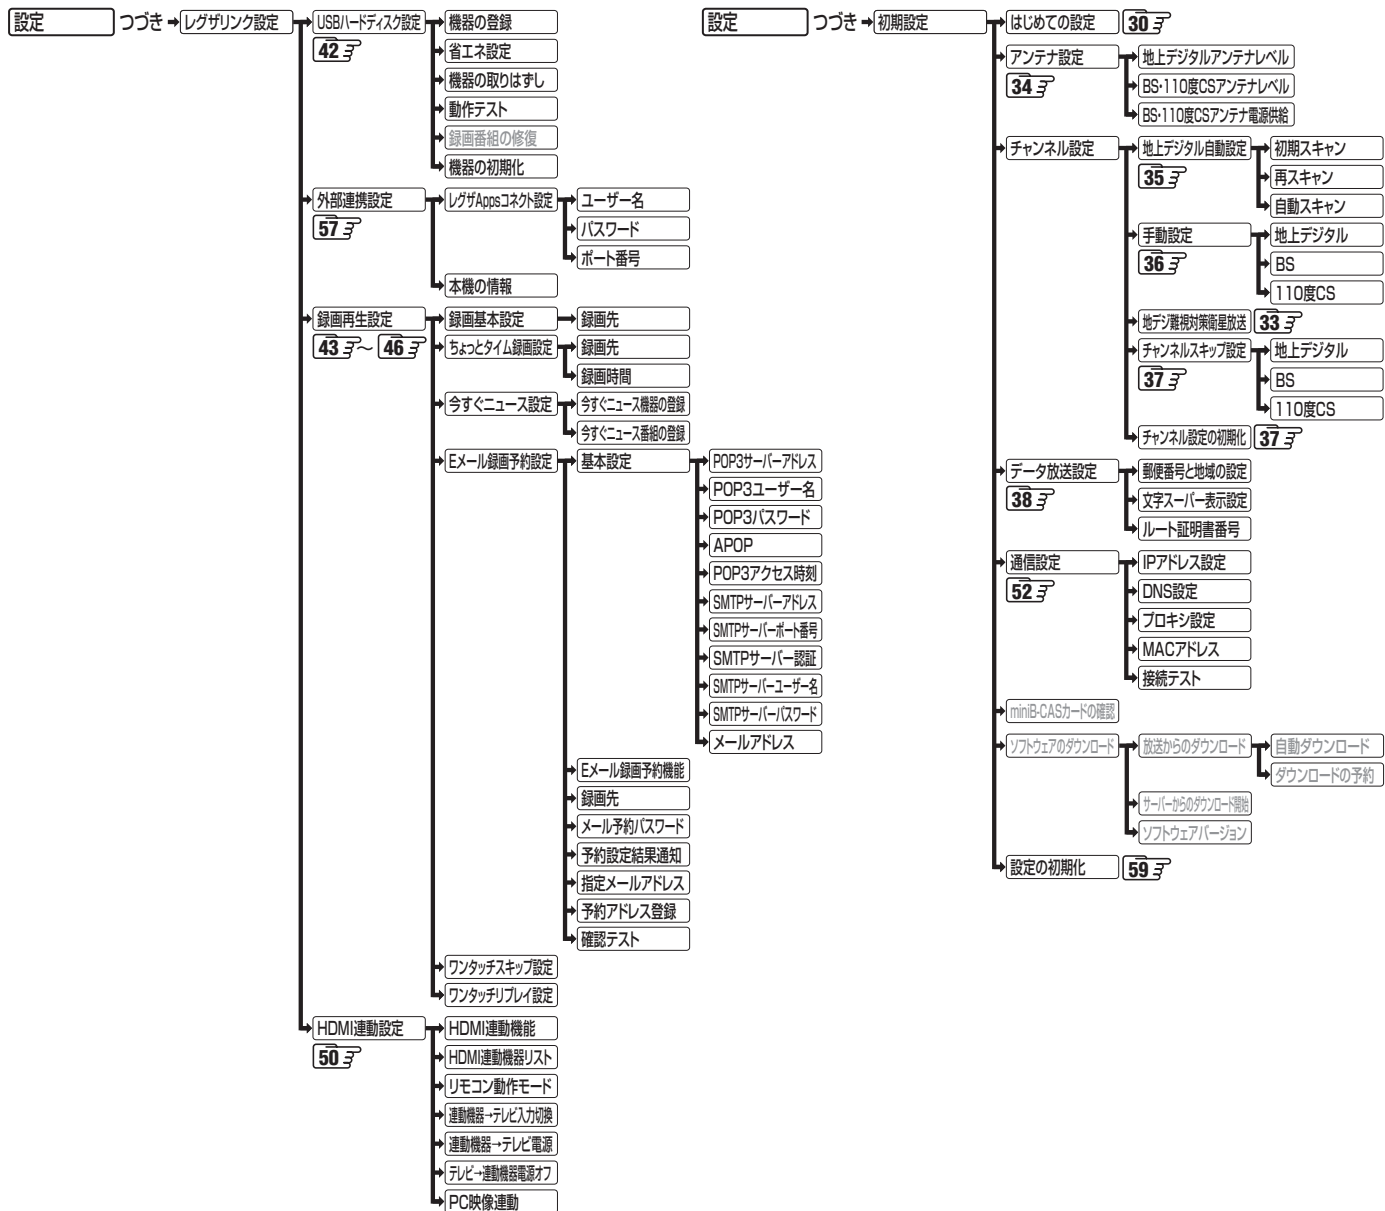 設定 つづき レグザリンク設定
USBハードディスク設定
42
機器の登録
省エネ設定
機器の取りはずし
動作テスト
録画番組の修復
機器の初期化
外部連携設定
57
レグザAppsコネクト設定
ユーザー名
パスワード
ポート番号
本機の情報
録画再生設定
43 ～ 46
録画基本設定
録画先
ちょっとタイム録画設定
録画先
録画時間
今すぐニュース設定
今すぐニュース機器の登録
今すぐニュース番組の登録
Eメール録画予約設定
基本設定
POP3サーバーアドレス
POP3ユーザー名
POP3パスワード
APOP
POP3アクセス時刻
SMTPサーバーアドレス
SMTPサーバーポート番号
SMTPサーバー認証
SMTPサーバーユーザー名
SMTPサーバーパスワード
メールアドレス
Eメール録画予約機能
録画先
メール予約パスワード
予約設定結果通知
指定メールアドレス
予約アドレス登録
確認テスト
ワンタッチスキップ設定
ワンタッチリプレイ設定
HDMI連動設定
50
HDMI連動機能
HDMI連動機器リスト
リモコン動作モード
連動機器→テレビ入力切換
連動機器→テレビ電源
テレビ→連動機器電源オフ
PC映像連動
設定 つづき 初期設定
はじめての設定 30
アンテナ設定
34
地上デジタルアンテナレベル
BS・110度CSアンテナレベル
BS・110度CSアンテナ電源供給
チャンネル設定
地上デジタル自動設定
35
初期スキャン
再スキャン
自動スキャン
手動設定
36
地上デジタル
BS
110度CS
地デジ難視対策衛星放送 33
チャンネルスキップ設定
37
地上デジタル
BS
110度CS
チャンネル設定の初期化 37
データ放送設定
38
郵便番号と地域の設定
文字スーパー表示設定
ルート証明書番号
通信設定
52
IPアドレス設定
DNS設定
プロキシ設定
MACアドレス
接続テスト
miniB-CASカードの確認
ソフトウェアのダウンロード
放送からのダウンロード
自動ダウンロード
ダウンロードの予約
サーバーからのダウンロード開始
ソフトウェアバージョン
設定の初期化 59